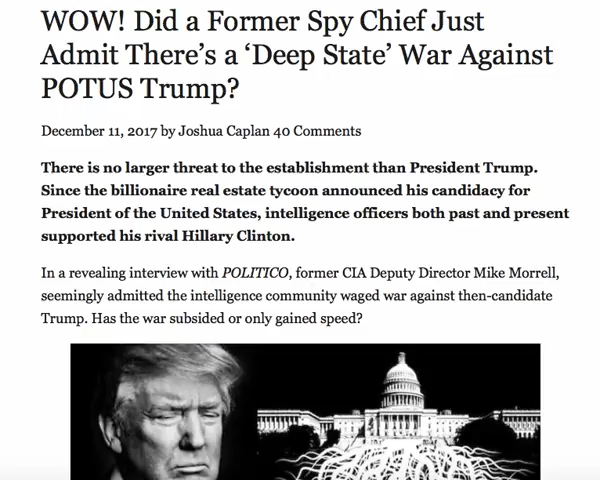 WOW! Did a Former Spy Chief Just
Admit There’s a ‘Deep State’ War Against
POTUS Trump?
December 11, 2017 by Joshua Caplan 40 Comments
There is no larger threat to the establishment than President Trump.
Since the billionaire real estate tycoon announced his candidacy for
President of the United States, intelligence officers both past and present
supported his rival Hillary Clinton.
In a revealing interview with POLITICO, former CIA Deputy Director Mike Morrell,
seemingly admitted the intelligence community waged war against then-candidate
Trump. Has the war subsided or only gained speed?